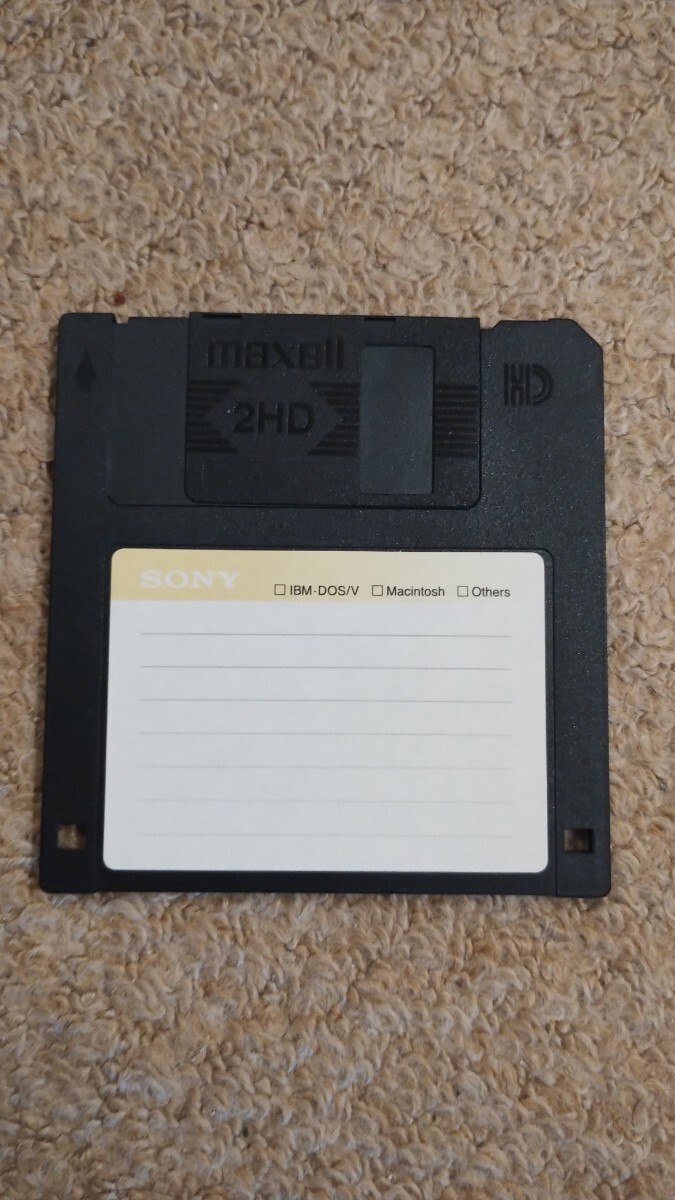 maxell
2HD
HD
SONY
☐ IBM·DOS/V ☐ Macintosh ☐ Others